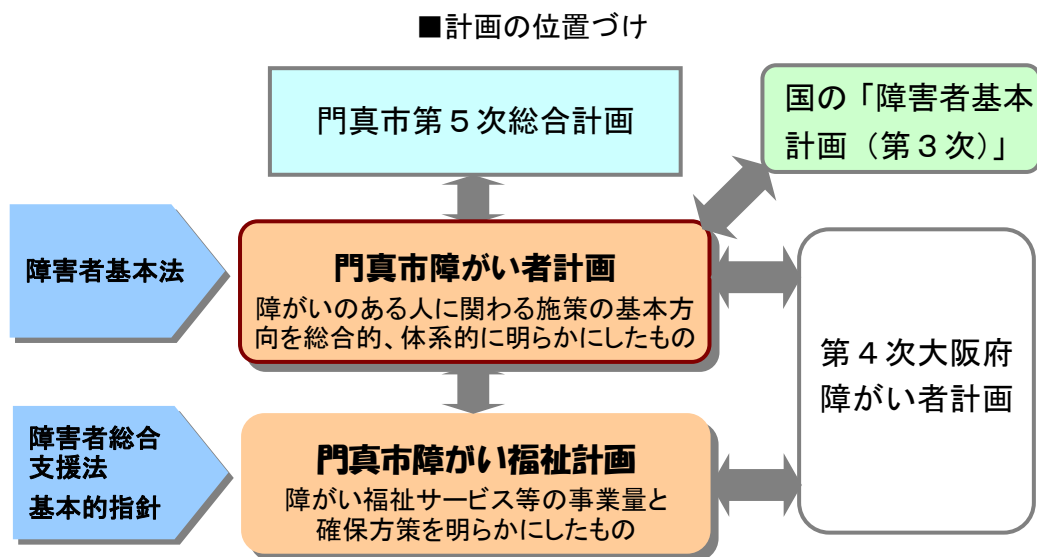 ■計画の位置づけ
門真市第５次総合計画
国の「障害者基本
計画（第３次）」
障害者基本法
門真市障がい者計画
障がいのある人に関わる施策の基本方
向を総合的、体系的に明らかにしたもの
第４次大阪府
障がい者計画
障害者総合
支援法
基本的指針
門真市障がい福祉計画
障がい福祉サービス等の事業量と
確保方策を明らかにしたもの